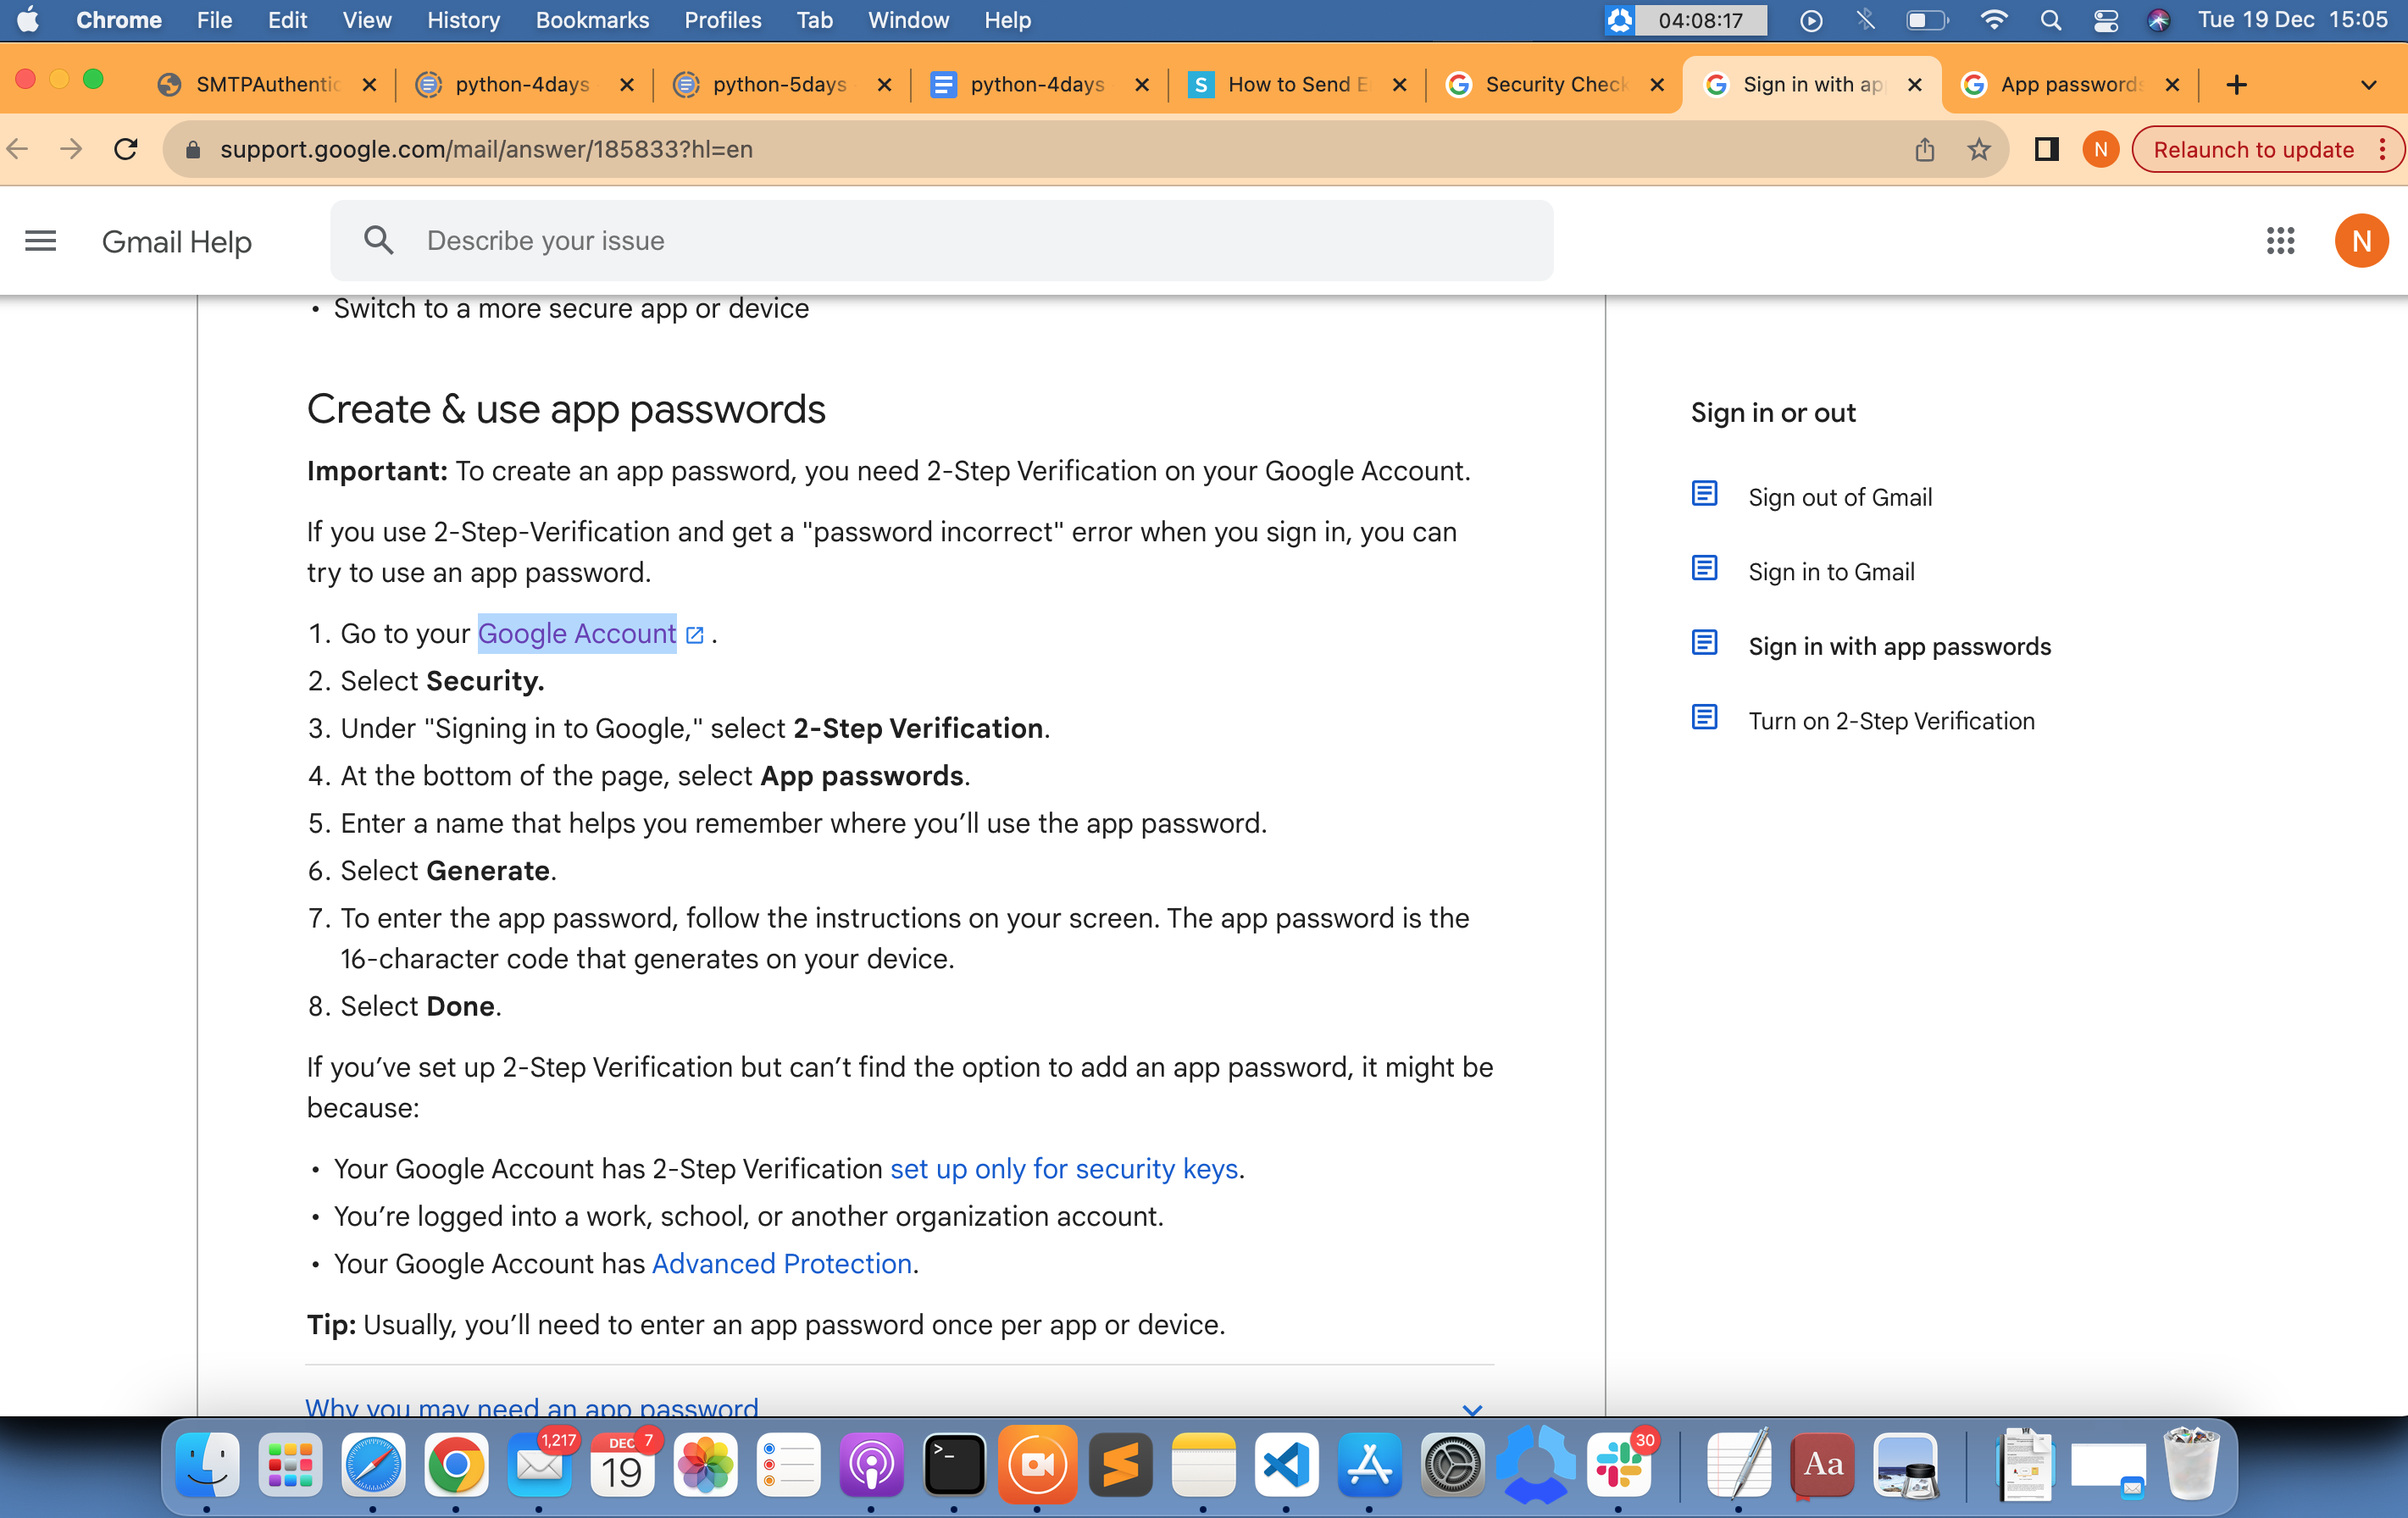 Chrome File Edit View History Bookmarks Profiles Tab Window Help 04:08:17 Tue 19 Dec 15:05
SMTPAuthentic python-4days python-5days python-4days How to Send E Security Check Sign in with ap App passwords
support.google.com/mail/answer/185833?hl=en N Relaunch to update
Gmail Help Describe your issue N
• Switch to a more secure app or device
Create & use app passwords
Important: To create an app password, you need 2-Step Verification on your Google Account.
If you use 2-Step-Verification and get a "password incorrect" error when you sign in, you can
try to use an app password.
1. Go to your Google Account .
2. Select Security.
3. Under "Signing in to Google," select 2-Step Verification.
4. At the bottom of the page, select App passwords.
5. Enter a name that helps you remember where you’ll use the app password.
6. Select Generate.
7. To enter the app password, follow the instructions on your screen. The app password is the
16-character code that generates on your device.
8. Select Done.
If you’ve set up 2-Step Verification but can’t find the option to add an app password, it might be
because:
• Your Google Account has 2-Step Verification set up only for security keys.
• You’re logged into a work, school, or another organization account.
• Your Google Account has Advanced Protection.
Tip: Usually, you’ll need to enter an app password once per app or device.
Why you may need an app password
Sign in or out
Sign out of Gmail
Sign in to Gmail
Sign in with app passwords
Turn on 2-Step Verification
1,217 DEC 7 30
19 Aa